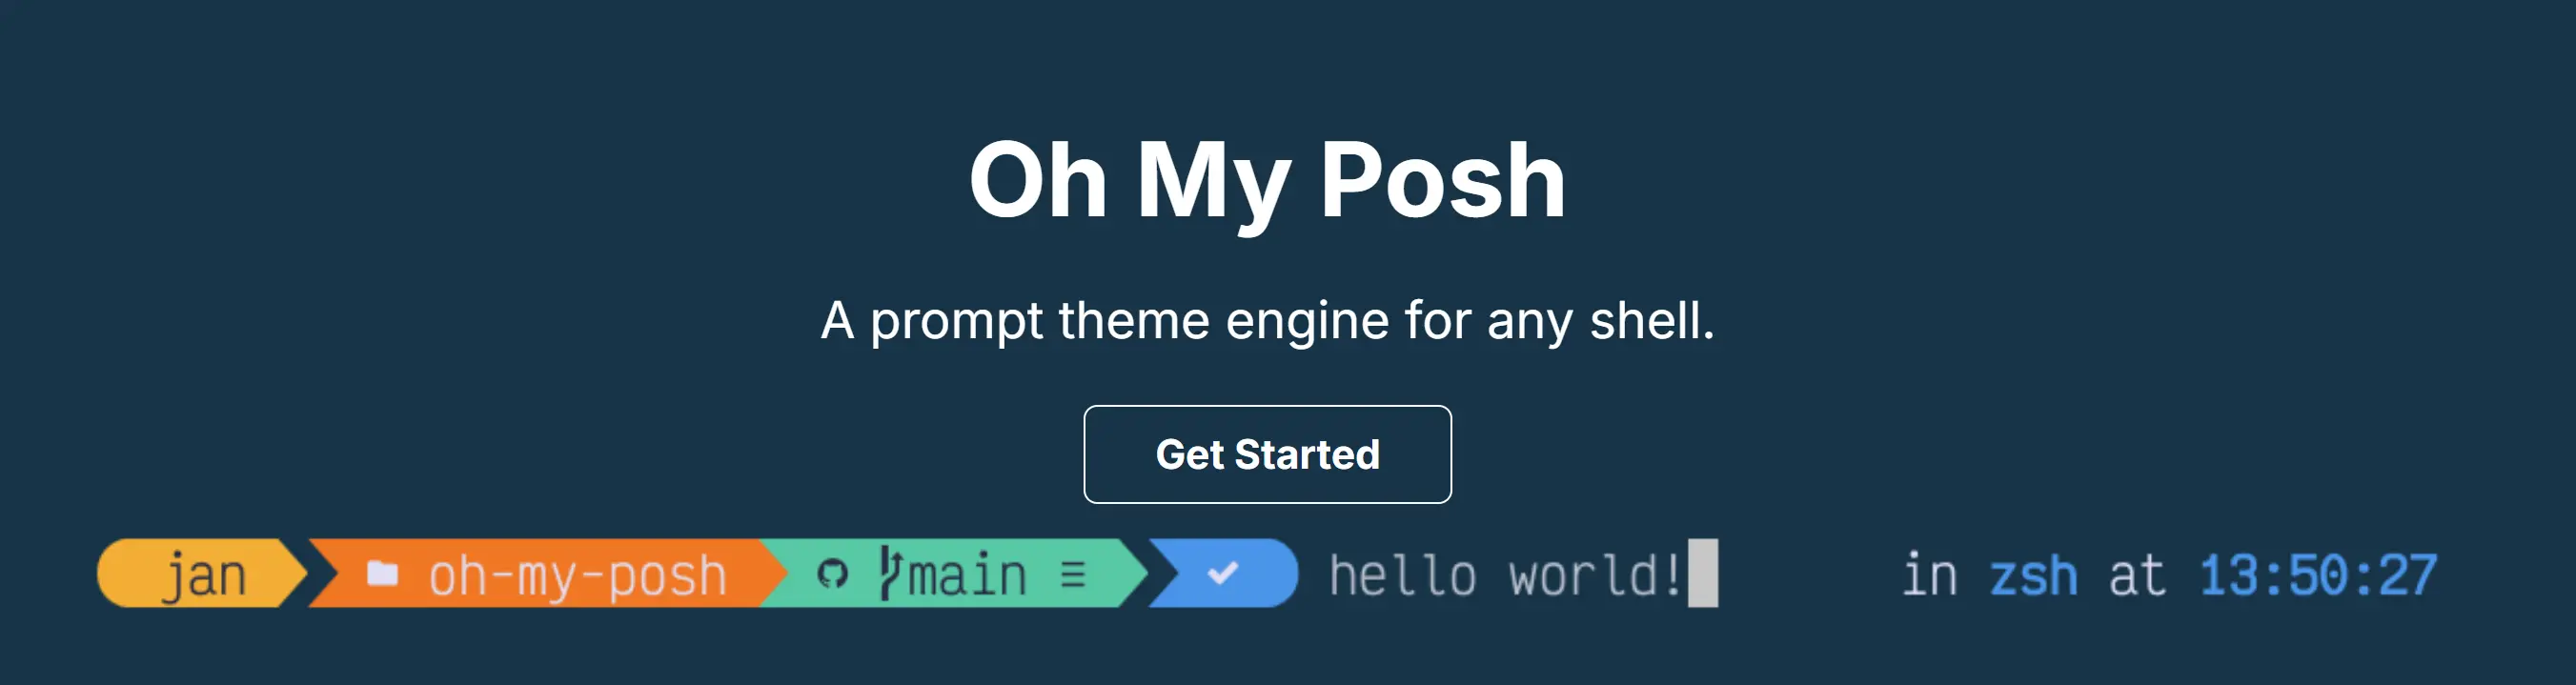 Oh My Posh
A prompt theme engine for any shell.
Get Started
jan oh-my-posh main ≡ hello world! in zsh at 13:50:27